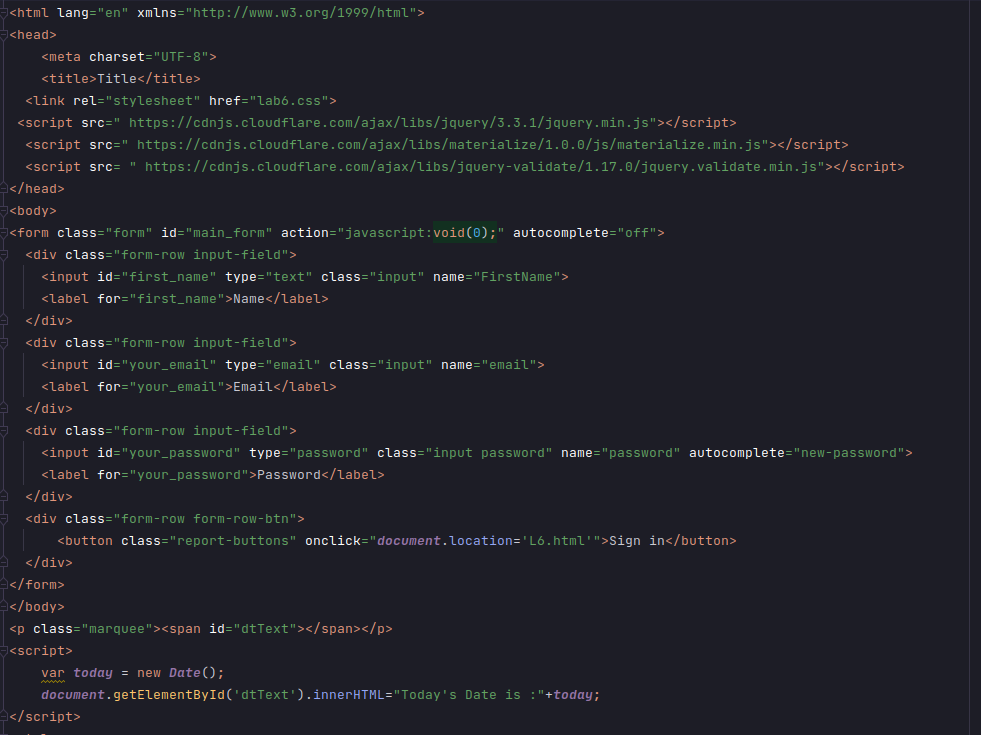 <html lang="en" xmlns="http://www.w3.org/1999/html">
<head>
    <meta charset="UTF-8">
    <title>Title</title>
  <link rel="stylesheet" href="lab6.css">
 <script src=" https://cdnjs.cloudflare.com/ajax/libs/jquery/3.3.1/jquery.min.js"></script>
  <script src=" https://cdnjs.cloudflare.com/ajax/libs/materialize/1.0.0/js/materialize.min.js"></script>
  <script src= " https://cdnjs.cloudflare.com/ajax/libs/jquery-validate/1.17.0/jquery.validate.min.js"></script>
</head>
<body>
<form class="form" id="main_form" action="javascript:void(0);" autocomplete="off">
  <div class="form-row input-field">
    <input id="first_name" type="text" class="input" name="FirstName">
    <label for="first_name">Name</label>
  </div>
  <div class="form-row input-field">
    <input id="your_email" type="email" class="input" name="email">
    <label for="your_email">Email</label>
  </div>
  <div class="form-row input-field">
    <input id="your_password" type="password" class="input password" name="password" autocomplete="new-password">
    <label for="your_password">Password</label>
  </div>
  <div class="form-row form-row-btn">
      <button class="report-buttons" onclick="document.location='L6.html'">Sign in</button>
  </div>
</form>
</body>
<p class="marquee"><span id="dtText"></span></p>
<script>
    var today = new Date();
    document.getElementById('dtText').innerHTML="Today's Date is :"+today;
</script>